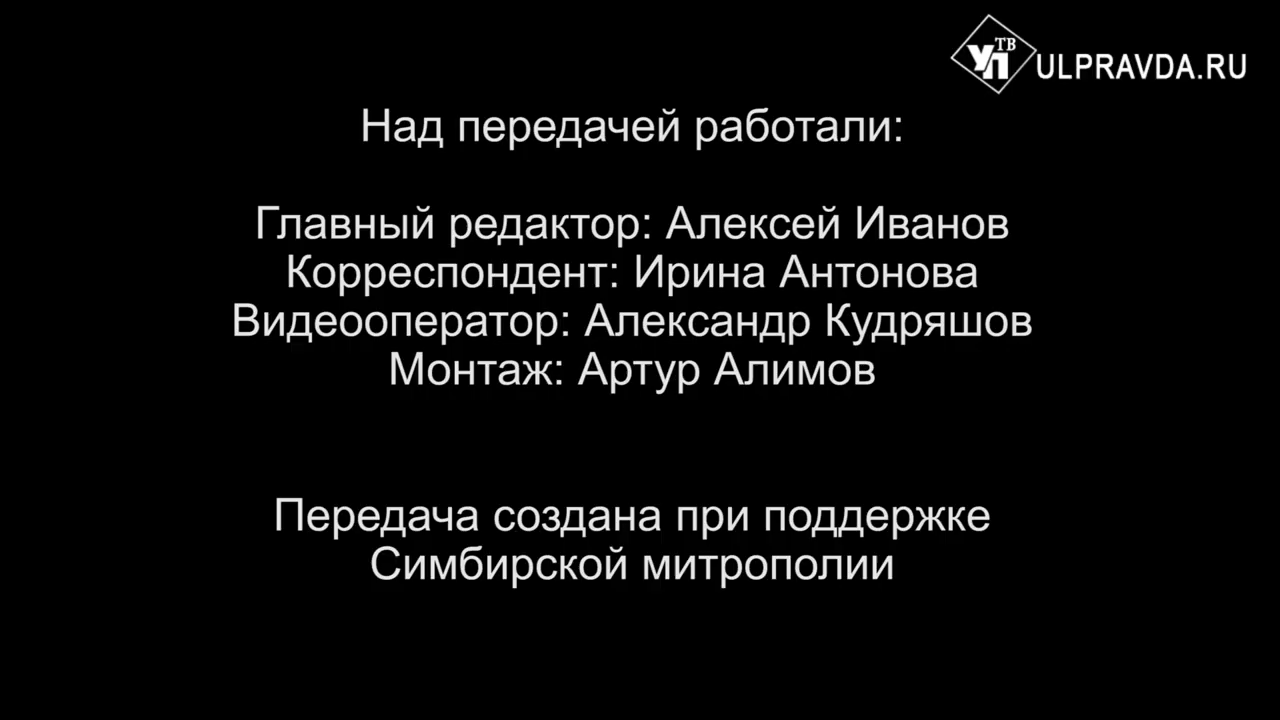 УП ТВ
ULPRAVDA.RU
Над передачей работали:
Главный редактор: Алексей Иванов
Корреспондент: Ирина Антонова
Видеооператор: Александр Кудряшов
Монтаж: Артур Алимов
Передача создана при поддержке
Симбирской митрополии